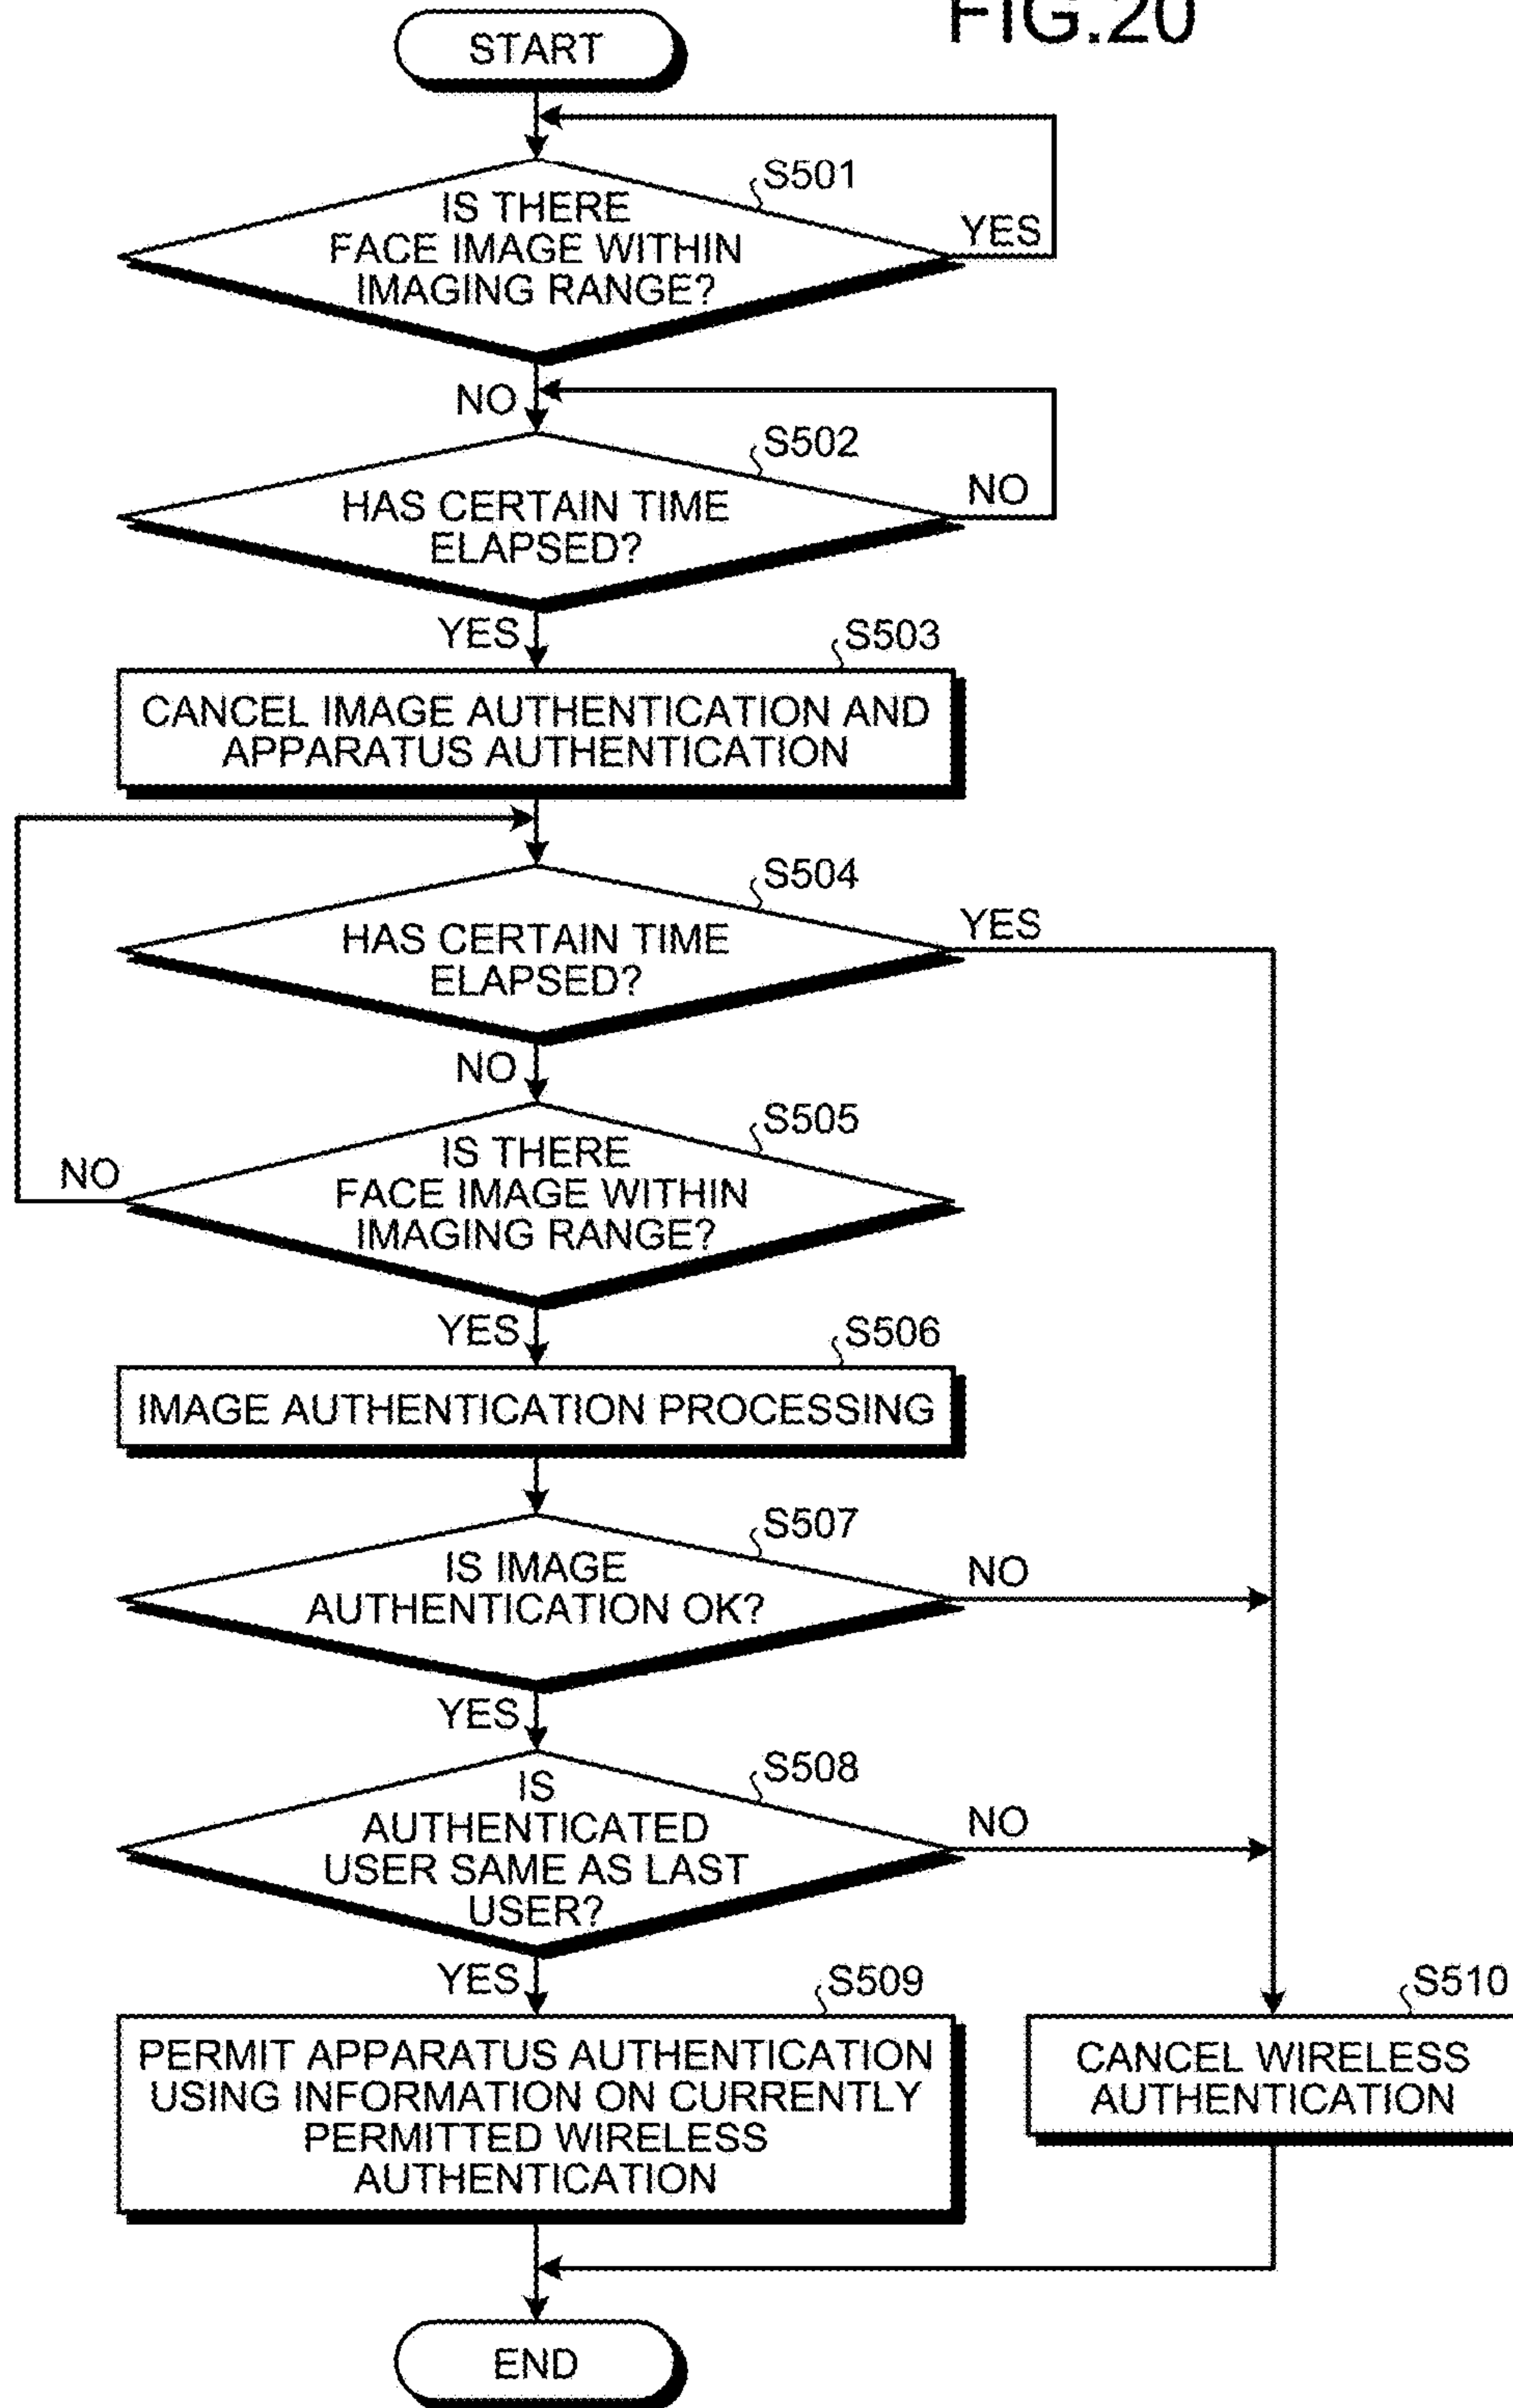 FIG.20
START
S501
IS THERE
FACE IMAGE WITHIN
IMAGING RANGE?
YES
NO
S502
HAS CERTAIN TIME
ELAPSED?
NO
YES
S503
CANCEL IMAGE AUTHENTICATION AND
APPARATUS AUTHENTICATION
S504
HAS CERTAIN TIME
ELAPSED?
YES
NO
S505
IS THERE
FACE IMAGE WITHIN
IMAGING RANGE?
NO
YES
S506
IMAGE AUTHENTICATION PROCESSING
S507
IS IMAGE
AUTHENTICATION OK?
NO
YES
S508
IS
AUTHENTICATED
USER SAME AS LAST
USER?
NO
YES
S509
PERMIT APPARATUS AUTHENTICATION
USING INFORMATION ON CURRENTLY
PERMITTED WIRELESS
AUTHENTICATION
S510
CANCEL WIRELESS
AUTHENTICATION
END